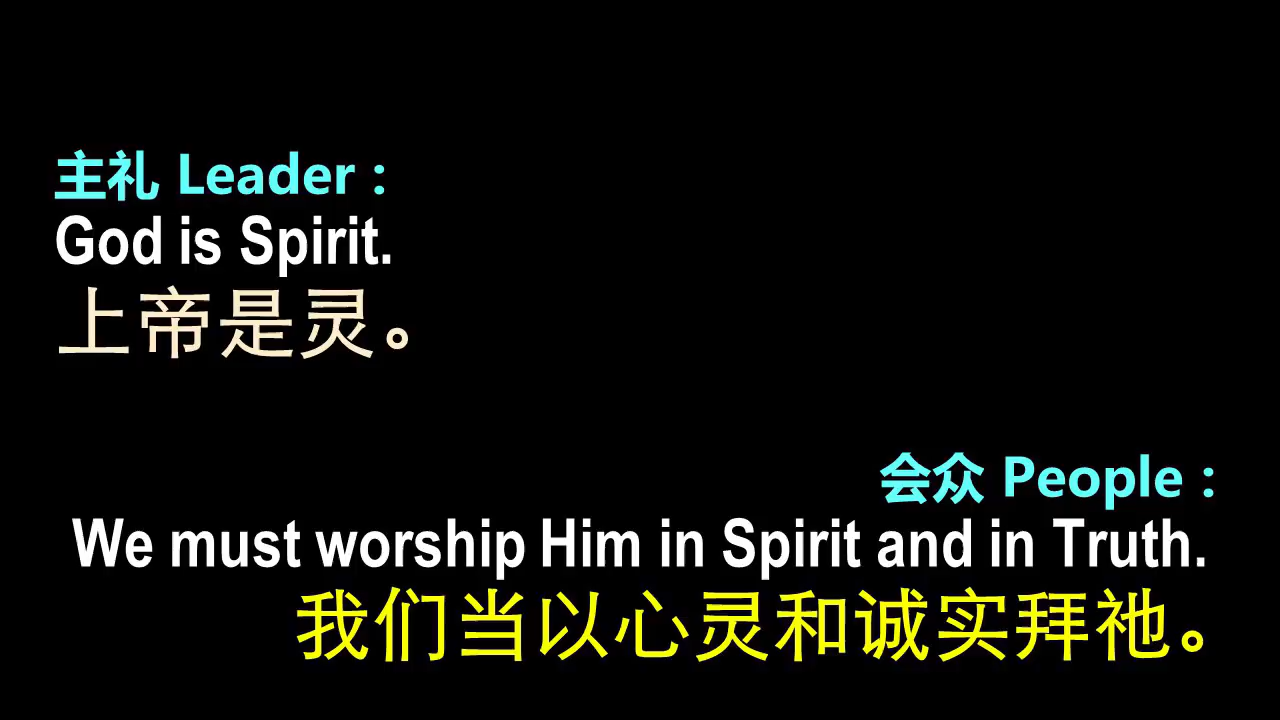 主礼 Leader :
God is Spirit.
上帝是灵。
会众 People :
We must worship Him in Spirit and in Truth.
我们当以心灵和诚实拜祂。